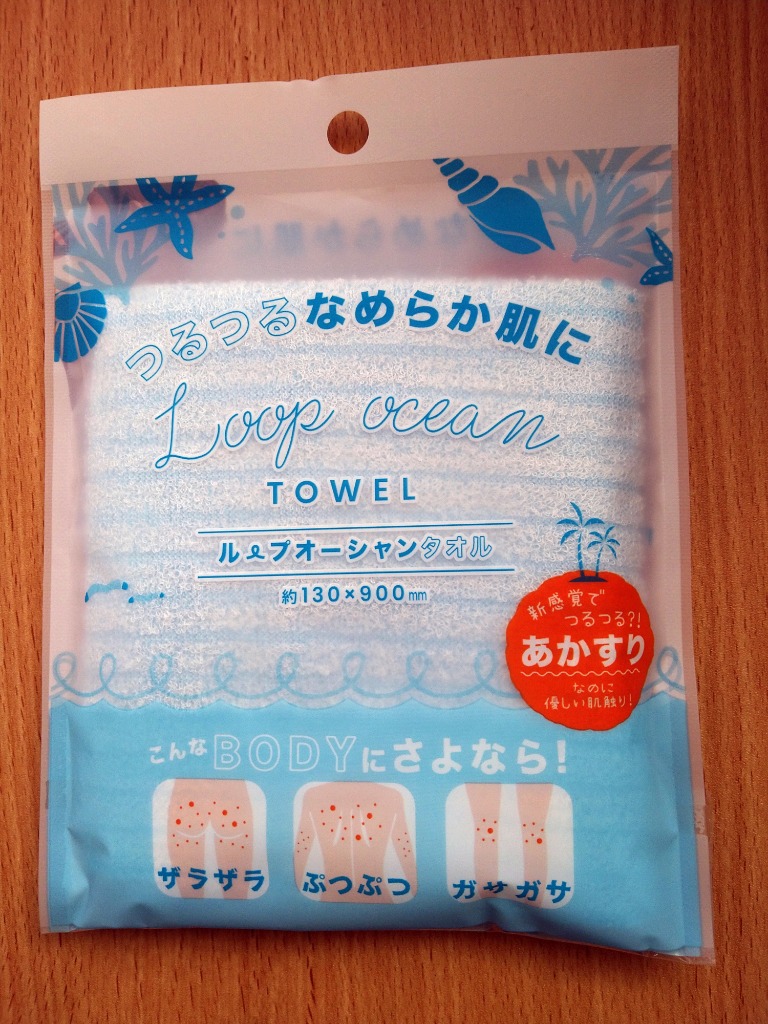 つるつるなめらか肌に
Loop ocean
TOWEL
ループオーシャンタオル
約130×900mm
新感覚で
つるつる?!
あかすり
なのに
優しい肌触り!
こんなBODYにさよなら!
ザラザラ
ぷつぷつ
ガサガサ